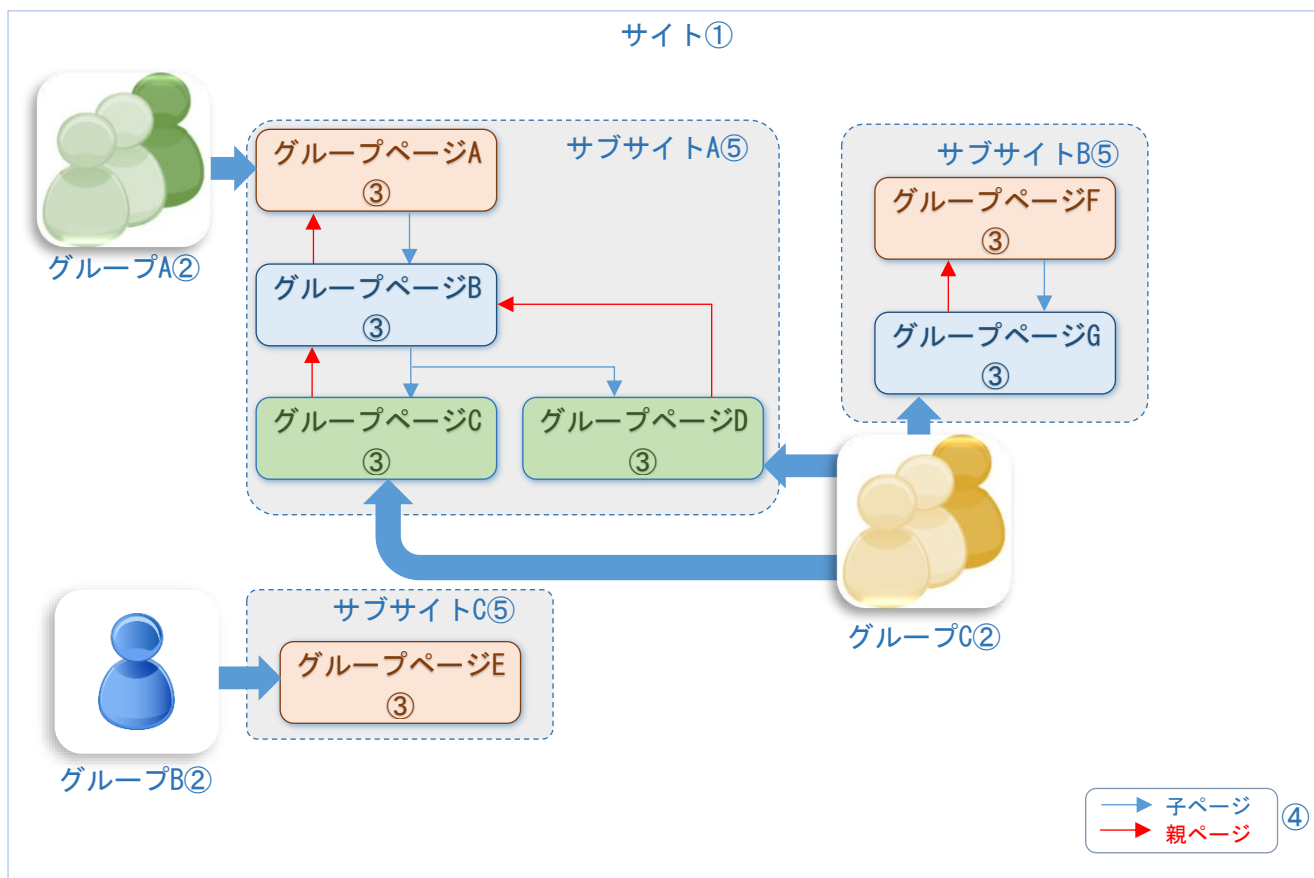 サイト①
グループA②
サブサイトA⑤
グループページA
③
グループページB
③
グループページC
③
グループページD
③
サブサイトB⑤
グループページF
③
グループページG
③
グループC②
サブサイトC⑤
グループページE
③
グループB②
子ページ
親ページ
④